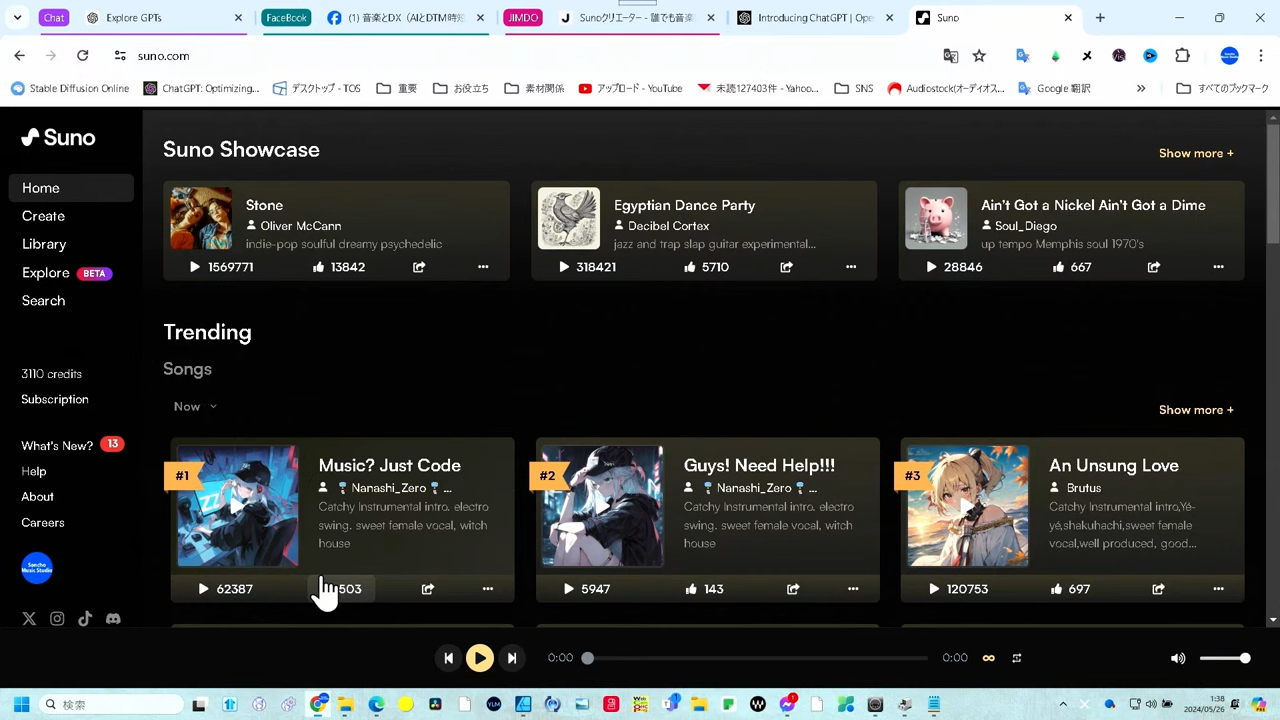 Chat
Explore GPTs
FaceBook
(1) 音楽とDX（AIとDTM時短
JIMDO
Sunoクリエーター - 誰でも音楽
Introducing ChatGPT | Open
Suno
suno.com
Stable Diffusion Online
ChatGPT: Optimizing...
デスクトップ - TOS
重要
お役立ち
素材関係
アップロード - YouTube
未読127403件 - Yahoo...
SNS
Audiostock(オーディオス...
Google 翻訳
»
すべてのブックマーク
Suno
Home
Create
Library
Explore BETA
Search
3110 credits
Subscription
What's New? 13
Help
About
Careers
Suno Showcase
Show more +
Stone
Oliver McCann
indie-pop soulful dreamy psychedelic
1569771
13842
Egyptian Dance Party
Decibel Cortex
jazz and trap slap guitar experimental...
318421
5710
Ain't Got a Nickel Ain't Got a Dime
Soul_Diego
up tempo Memphis soul 1970's
28846
667
Trending
Songs
Now
Show more +
#1
Music? Just Code
Nanashi_Zero ...
Catchy Instrumental intro. electro
swing. sweet female vocal, witch
house
62387
503
#2
Guys! Need Help!!!
Nanashi_Zero ...
Catchy Instrumental intro. electro
swing. sweet female vocal, witch
house
5947
143
#3
An Unsung Love
Brutus
Catchy Instrumental intro,Yé-
yé,shakuhachi,sweet female
vocal,well produced, good...
120753
697
0:00
0:00
検索
1:38
2024/05/26